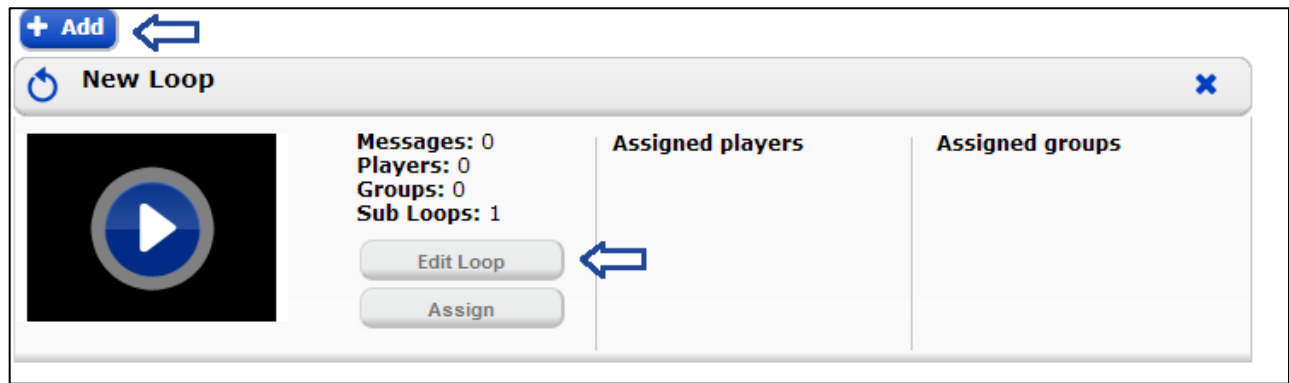 + Add
New Loop
Messages: 0
Players: 0
Groups: 0
Sub Loops: 1
Edit Loop
Assign
Assigned players
Assigned groups